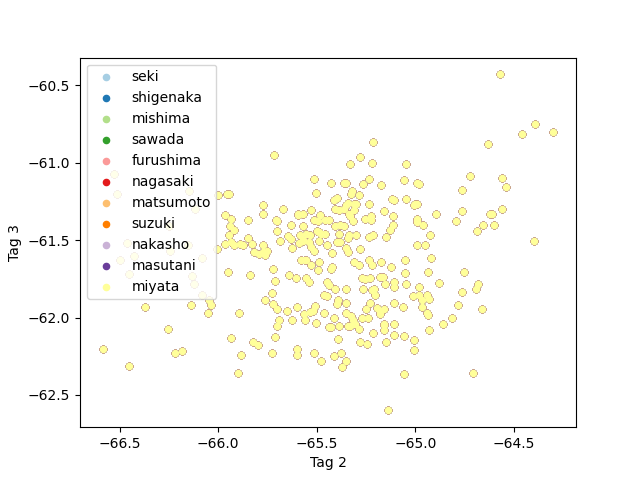 seki
shigenaka
mishima
sawada
furushima
nagasaki
matsumoto
suzuki
nakasho
masutani
miyata
−60.5
−61.0
−61.5
−62.0
−62.5
Tag 3
−66.5 −66.0 −65.5 −65.0 −64.5
Tag 2